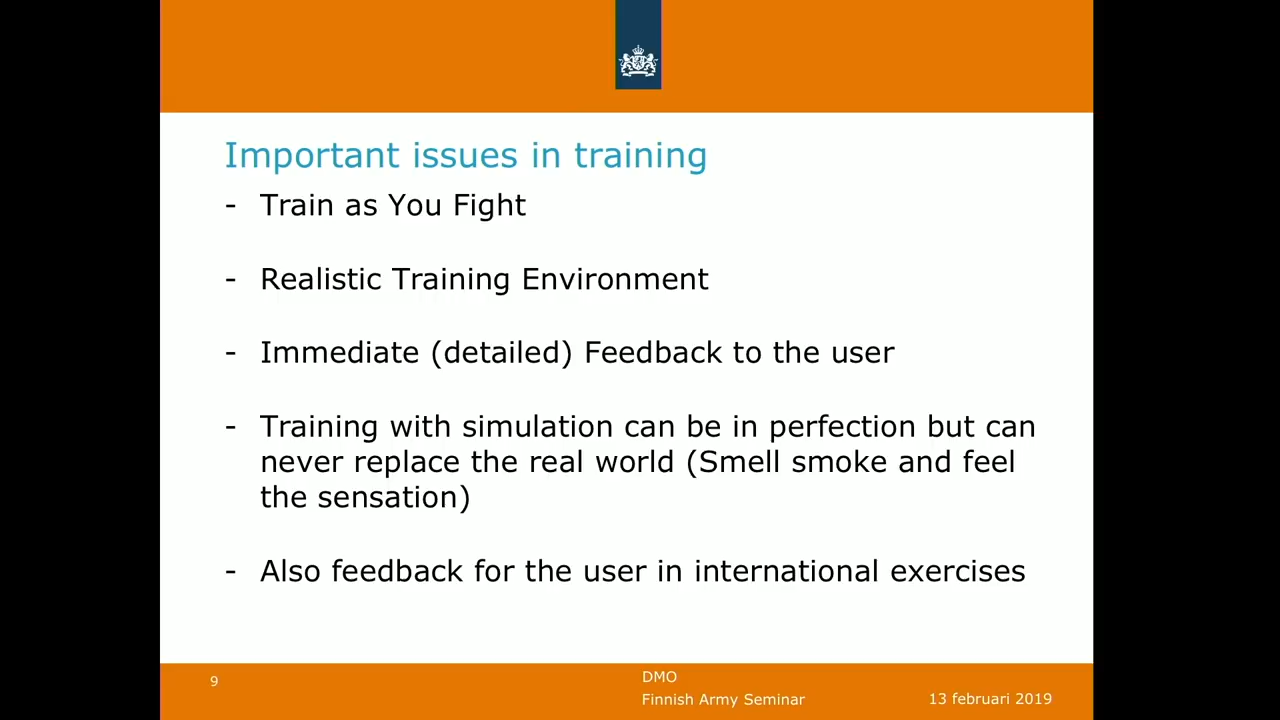 Important issues in training
- Train as You Fight
- Realistic Training Environment
- Immediate (detailed) Feedback to the user
- Training with simulation can be in perfection but can
never replace the real world (Smell smoke and feel
the sensation)
- Also feedback for the user in international exercises
9
DMO
Finnish Army Seminar
13 februari 2019